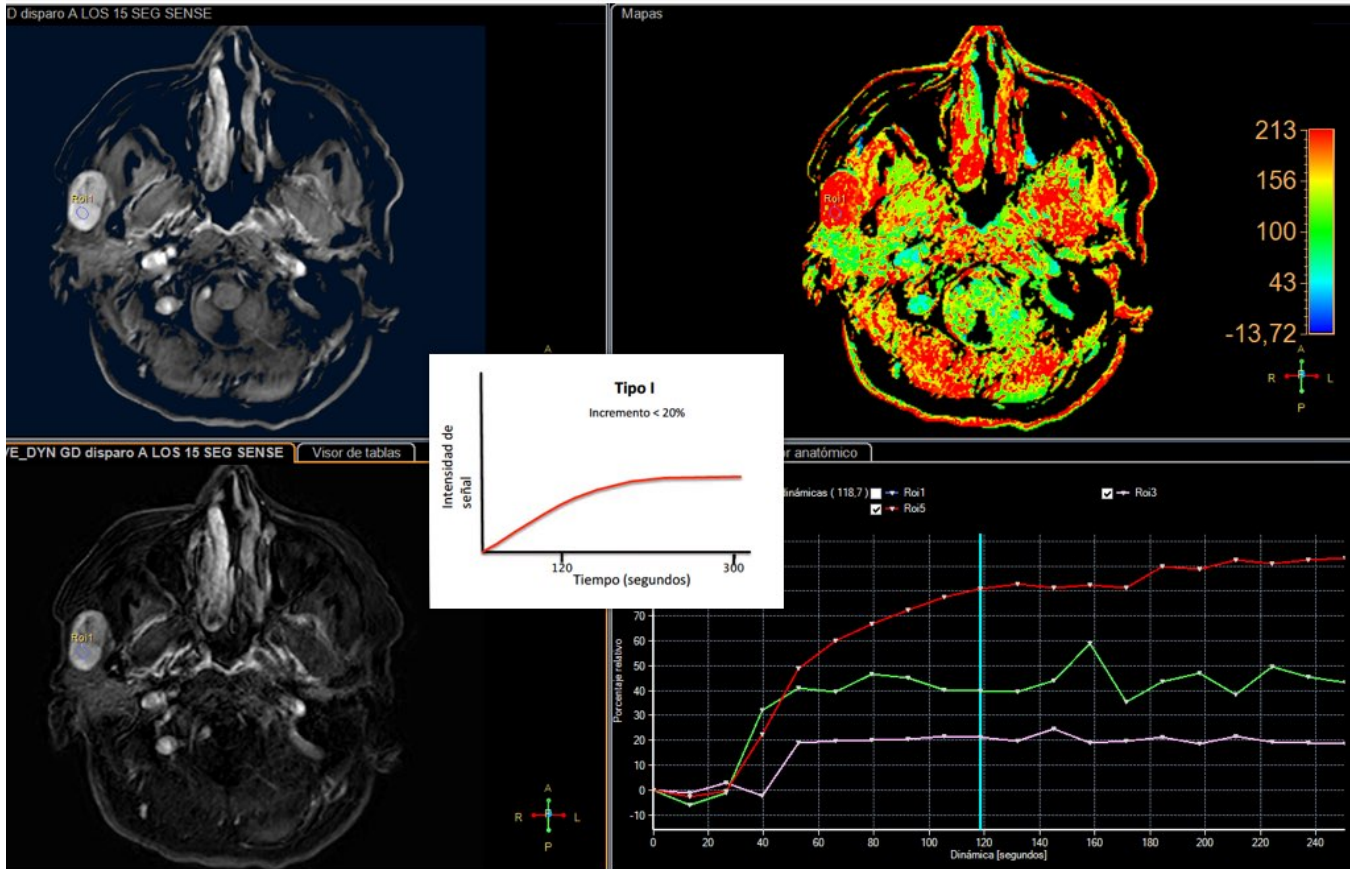 D disparo A LOS 15 SEG SENSE
Mapas
Roi1
Roi1
213
156
100
43
-13,72
A
A
R L
P
VE_DYN GD disparo A LOS 15 SEG SENSE
Visor de tablas
or anatómico
Tipo I
Incremento < 20%
Intensidad de
señal
120
300
Tiempo (segundos)
Roi1
A
R L
P
dinámicas ( 118,7 )
Roi1
Roi3
Roi5
Porcentaje relativo
70
60
50
40
30
20
10
0
-10
0 20 40 60 80 100 120 140 160 180 200 220 240
Dinámica [segundos]